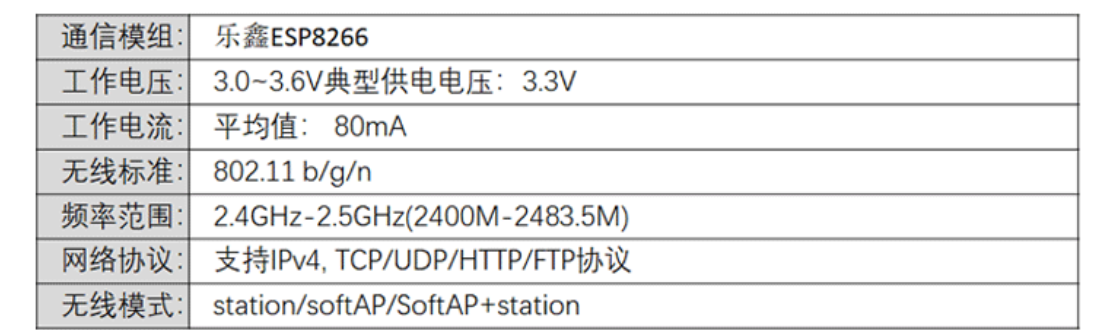 通信模组: 乐鑫ESP8266
工作电压: 3.0~3.6V典型供电电压：3.3V
工作电流: 平均值： 80mA
无线标准: 802.11 b/g/n
频率范围: 2.4GHz-2.5GHz(2400M-2483.5M)
网络协议: 支持IPv4, TCP/UDP/HTTP/FTP协议
无线模式: station/softAP/SoftAP+station